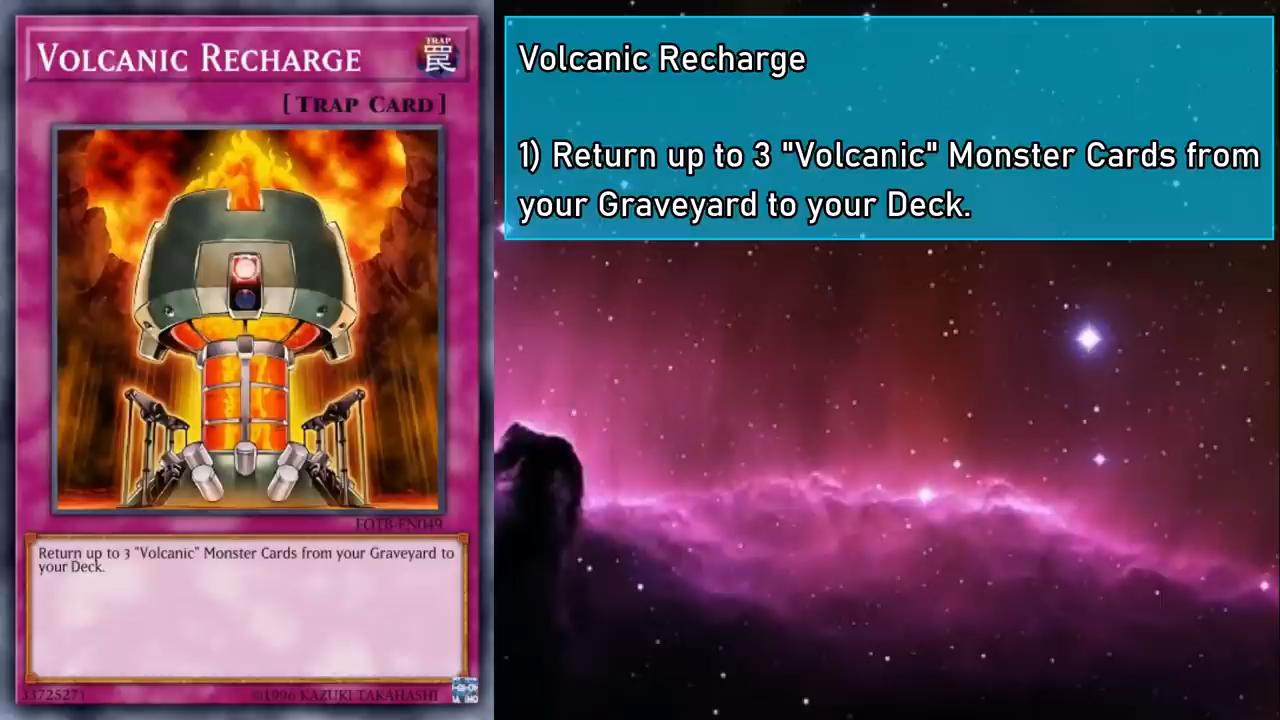 VOLCANIC RECHARGE
TRAP
罠
[TRAP CARD]
FOTB-EN049
Return up to 3 "Volcanic" Monster Cards from your Graveyard to
your Deck.
33725271
©1996 KAZUKI TAKAHASHI
Volcanic Recharge
1) Return up to 3 "Volcanic" Monster Cards from
your Graveyard to your Deck.